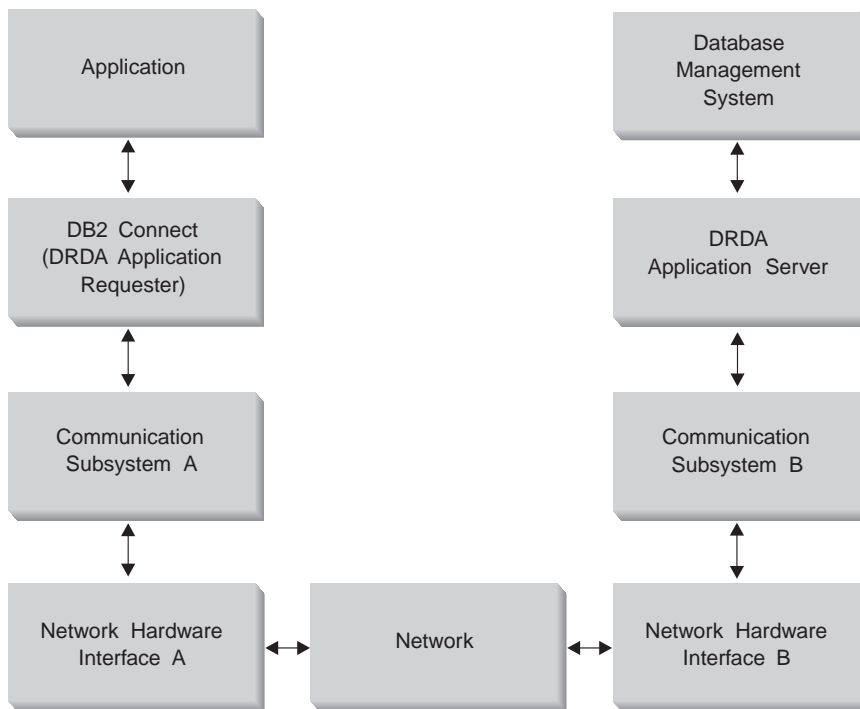 Application
Database
Management
System
DB2 Connect
(DRDA Application
Requester)
DRDA
Application Server
Communication
Subsystem A
Communication
Subsystem B
Network Hardware
Interface A
Network
Network Hardware
Interface B